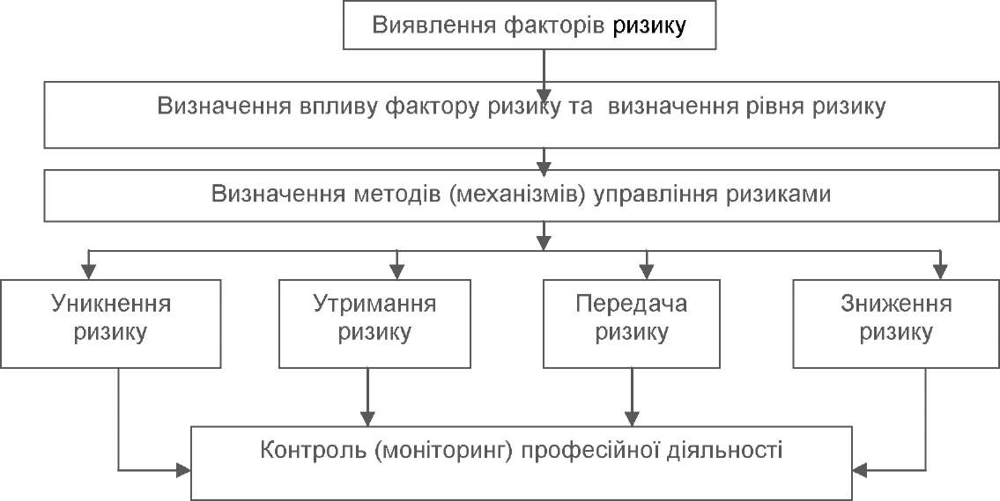 Виявлення факторів ризику
Визначення впливу фактору ризику та визначення рівня ризику
Визначення методів (механізмів) управління ризиками
Уникнення
ризику
Утримання
ризику
Передача
ризику
Зниження
ризику
Контроль (моніторинг) професійної діяльності